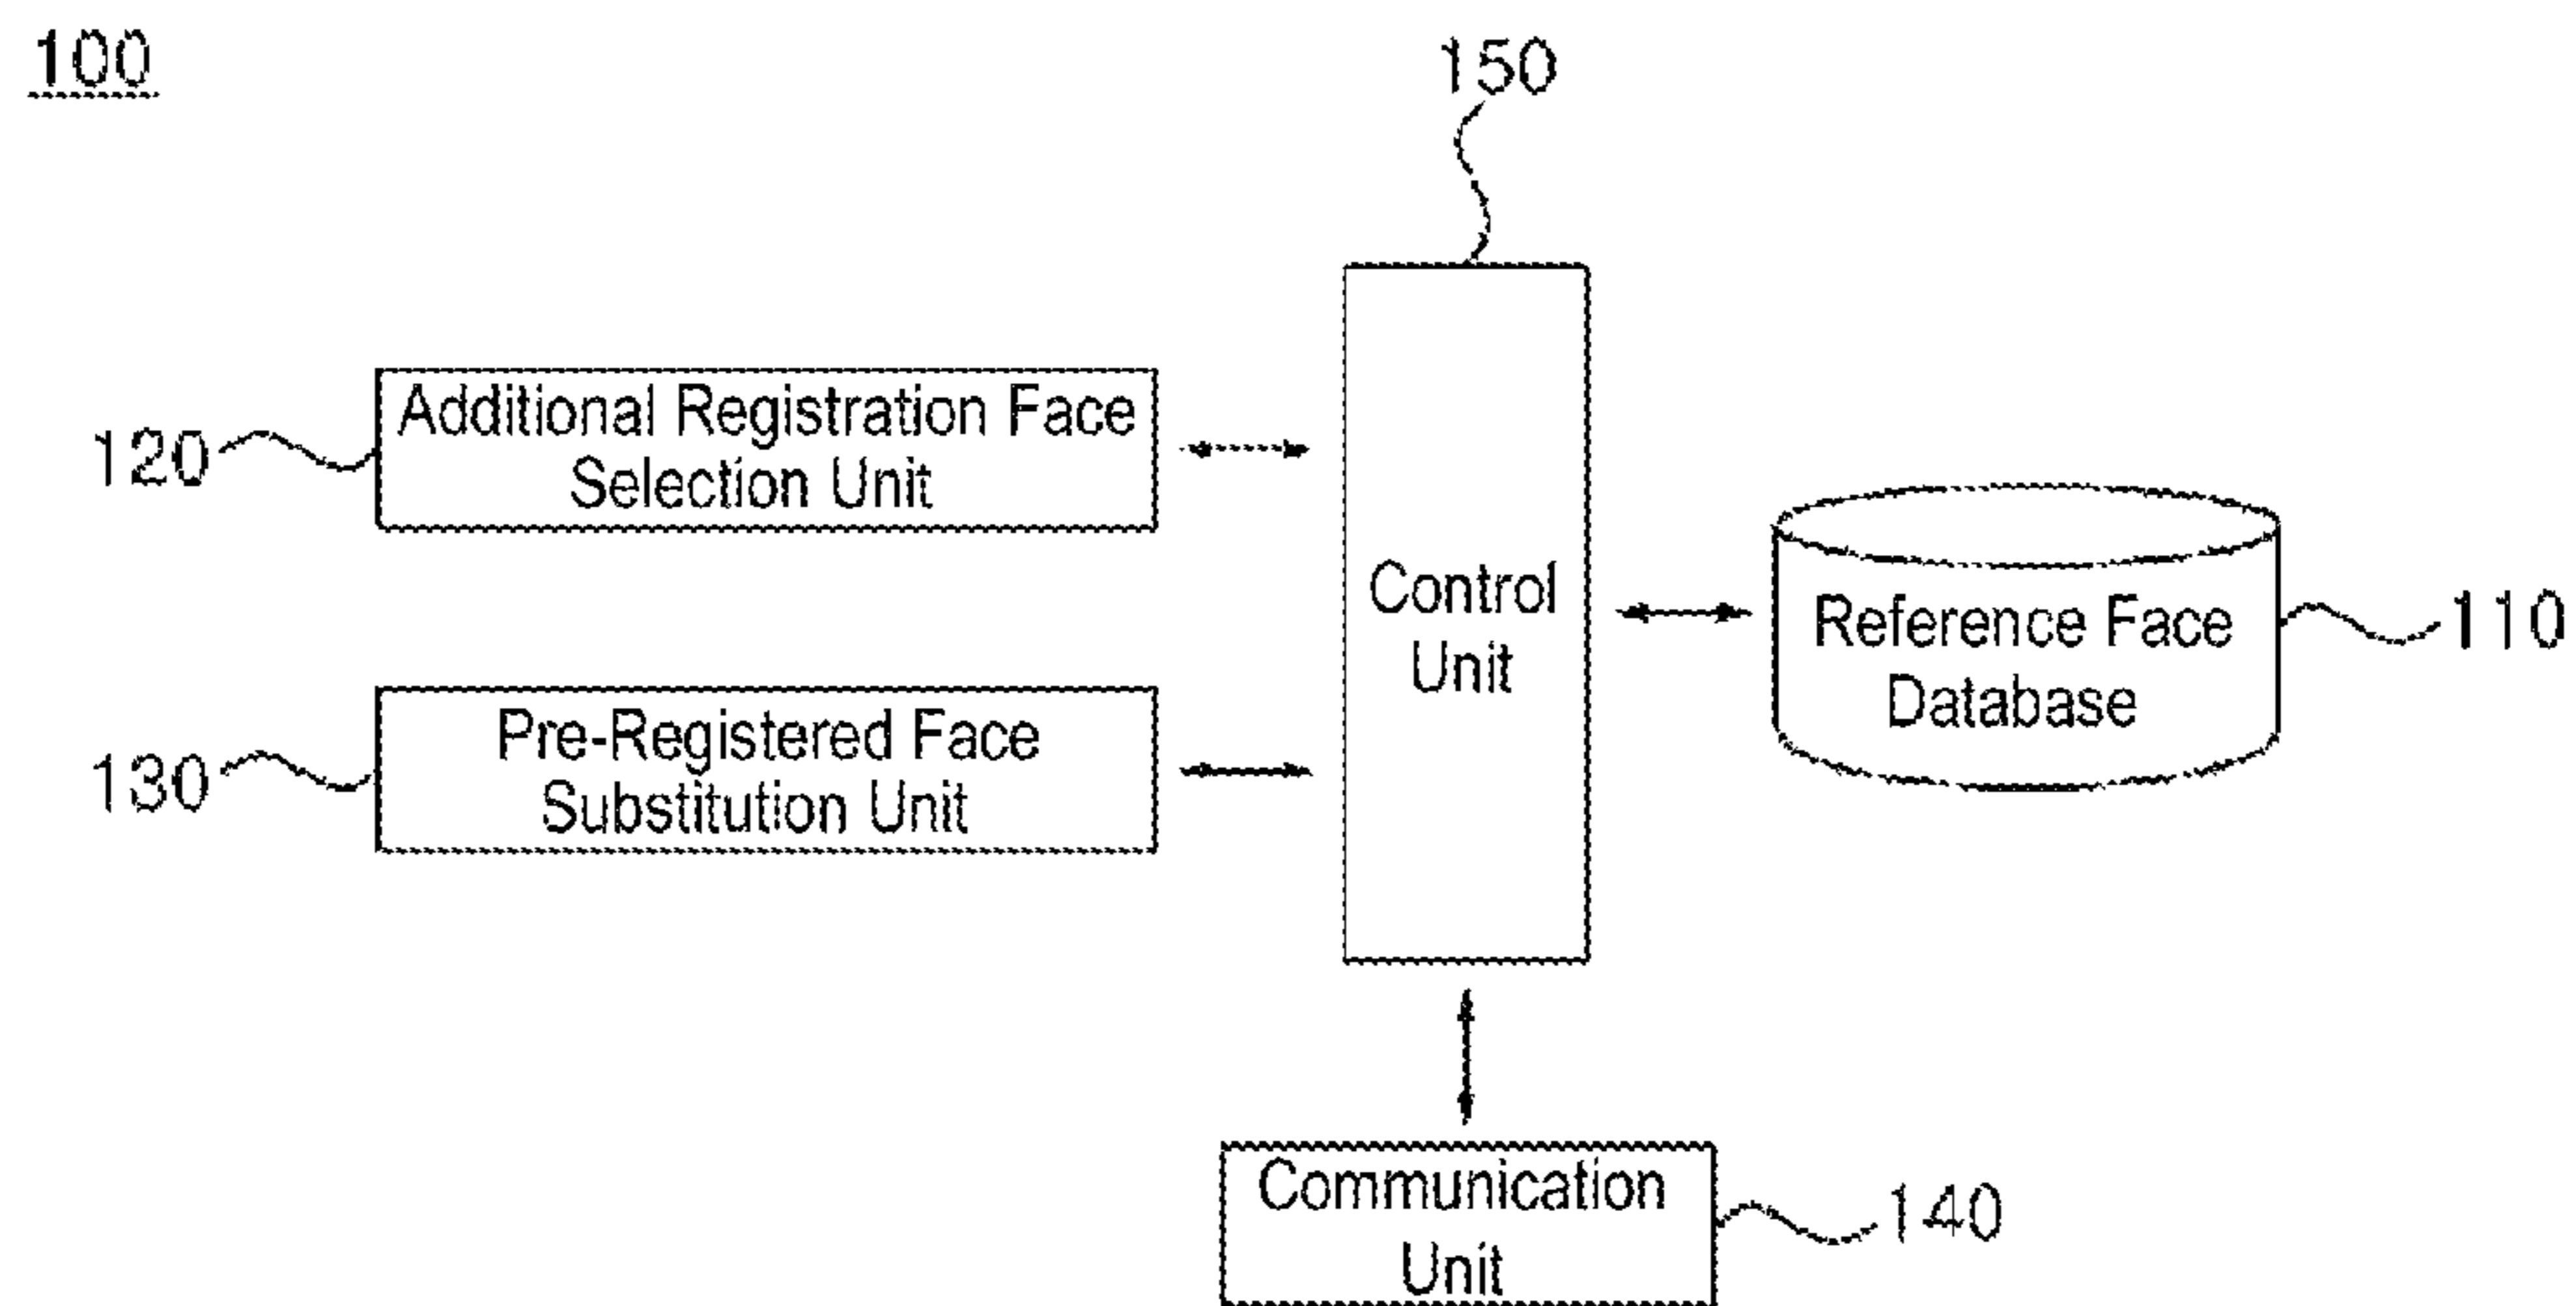 100
150
120
Additional Registration Face
Selection Unit
130
Pre-Registered Face
Substitution Unit
Control
Unit
Reference Face
Database
110
Communication
Unit
140